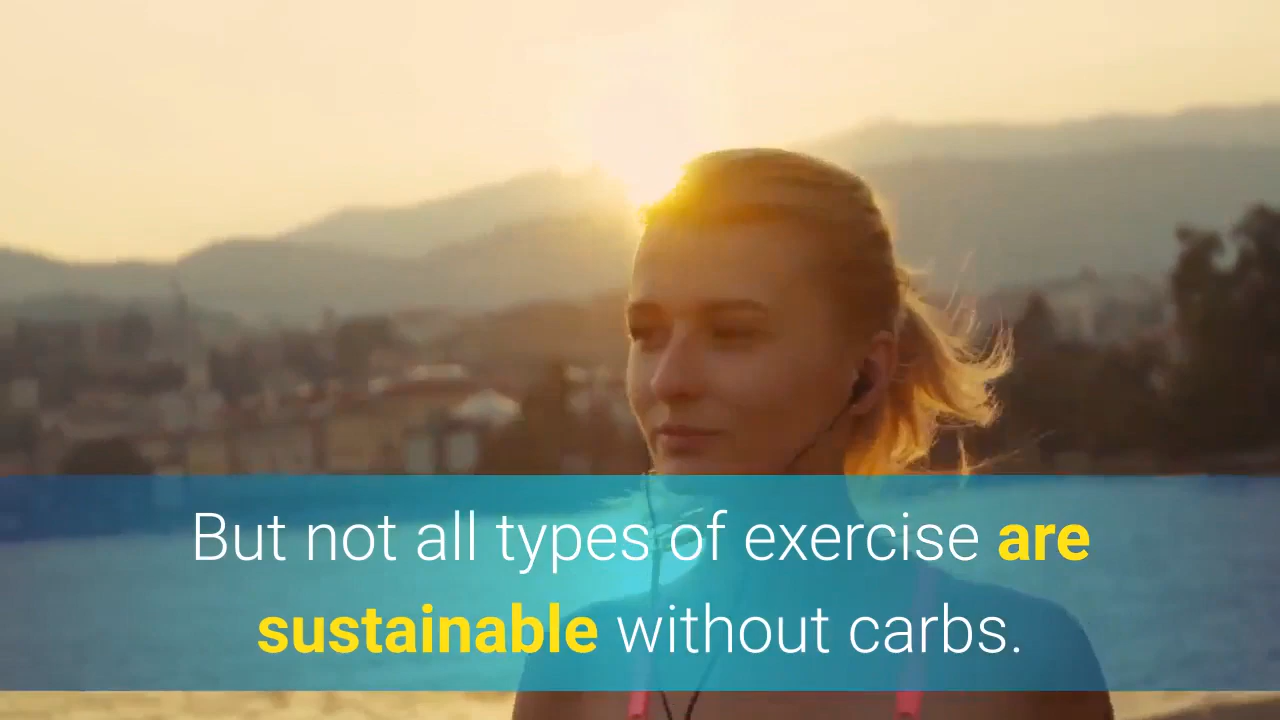 But not all types of exercise are
sustainable without carbs.